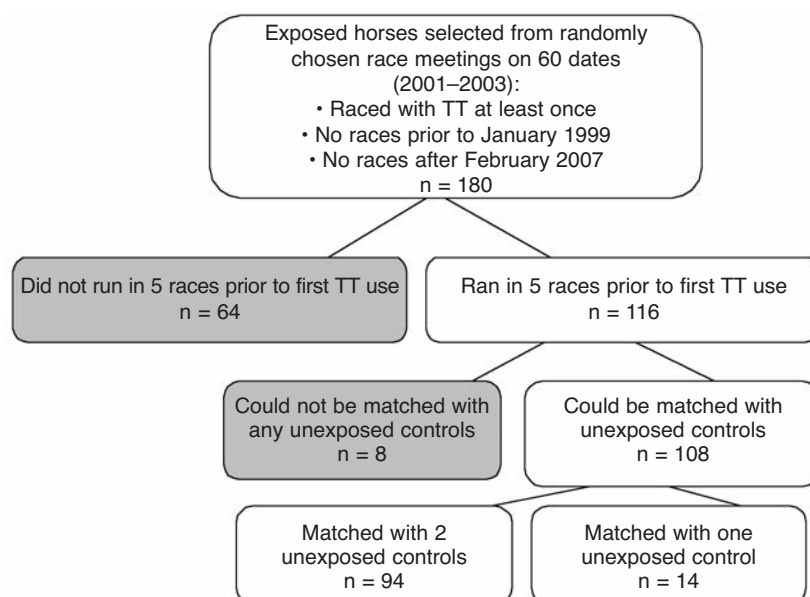 Exposed horses selected from randomly
chosen race meetings on 60 dates
(2001–2003):
• Raced with TT at least once
• No races prior to January 1999
• No races after February 2007
n = 180
Did not run in 5 races prior to first TT use
n = 64
Ran in 5 races prior to first TT use
n = 116
Could not be matched with
any unexposed controls
n = 8
Could be matched with
unexposed controls
n = 108
Matched with 2
unexposed controls
n = 94
Matched with one
unexposed control
n = 14